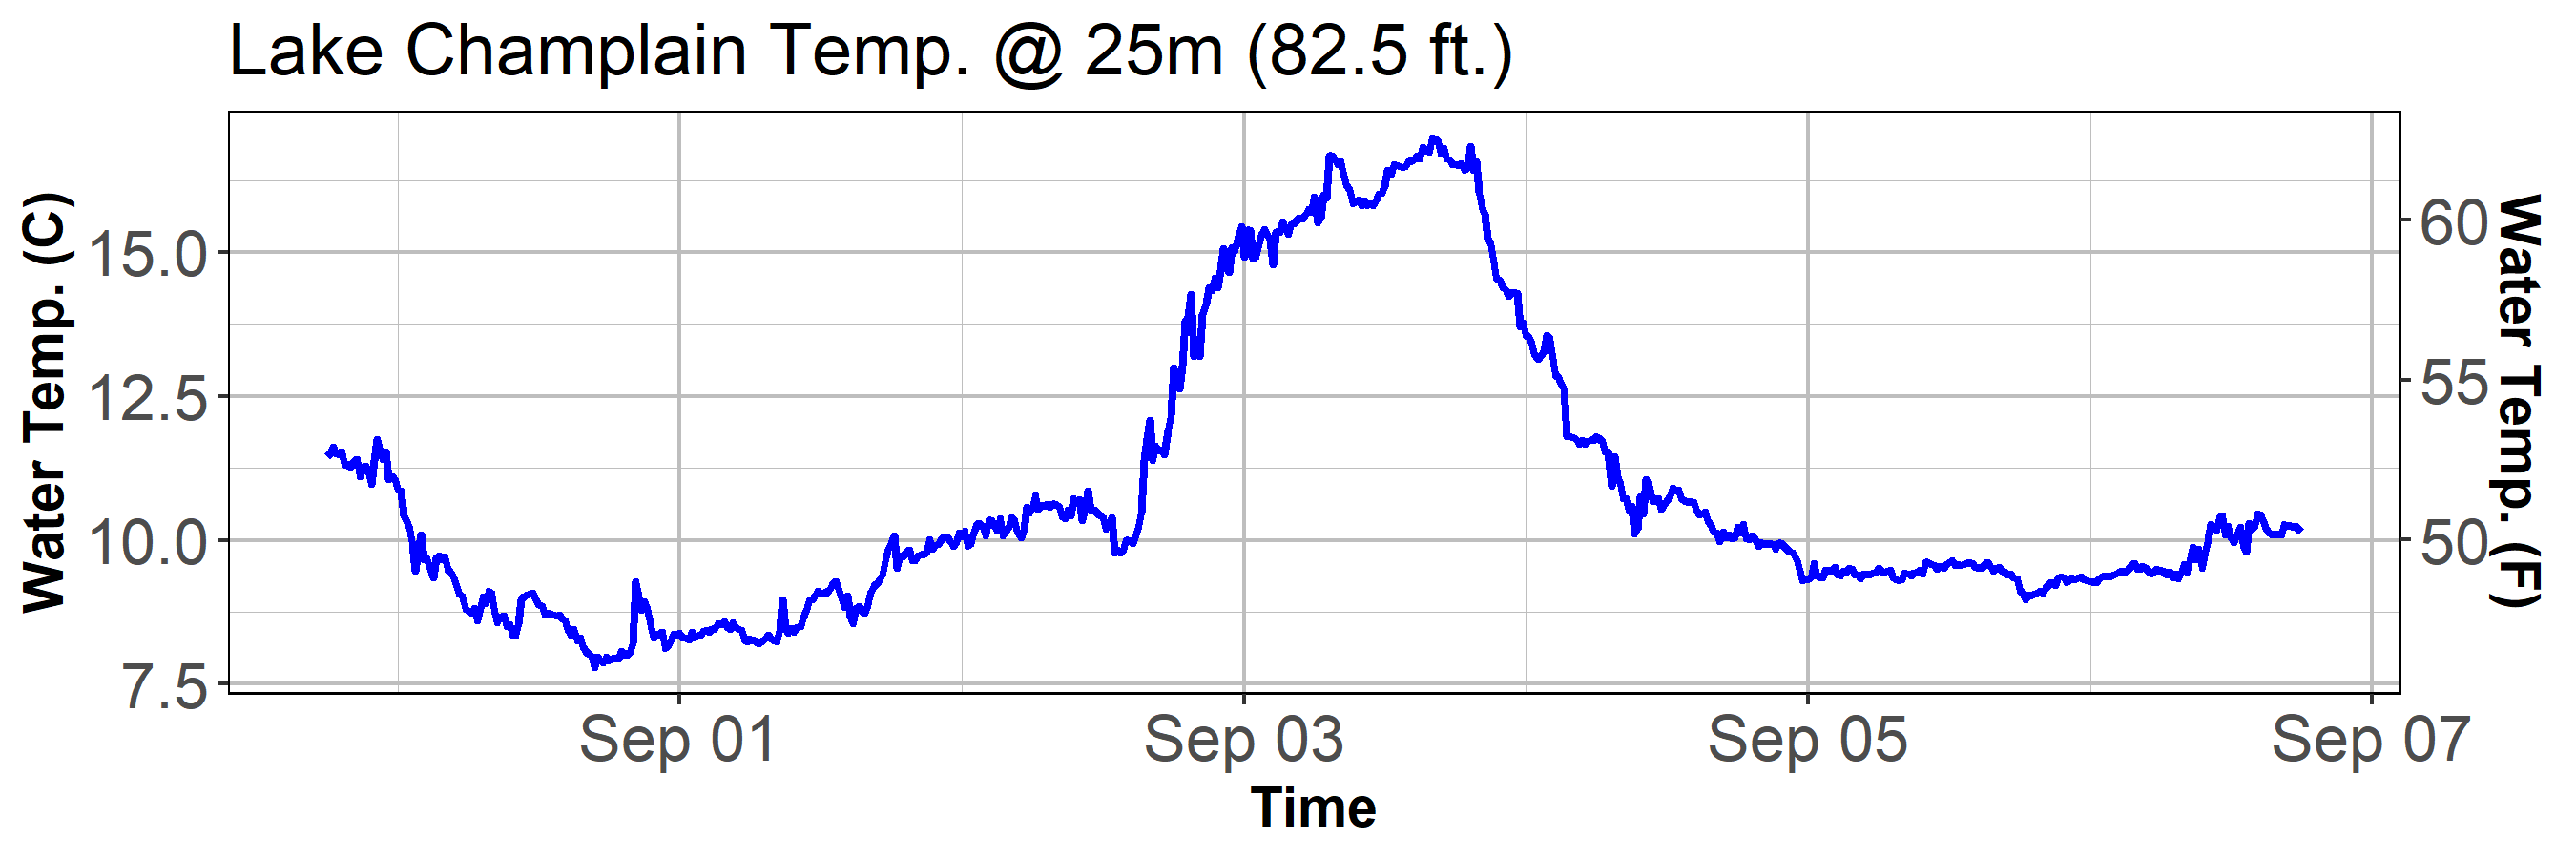 Lake Champlain Temp. @ 25m (82.5 ft.)
Water Temp. (C)
15.0
12.5
10.0
7.5
60
55
50
Water Temp. (F)
Sep 01
Sep 03
Sep 05
Sep 07
Time